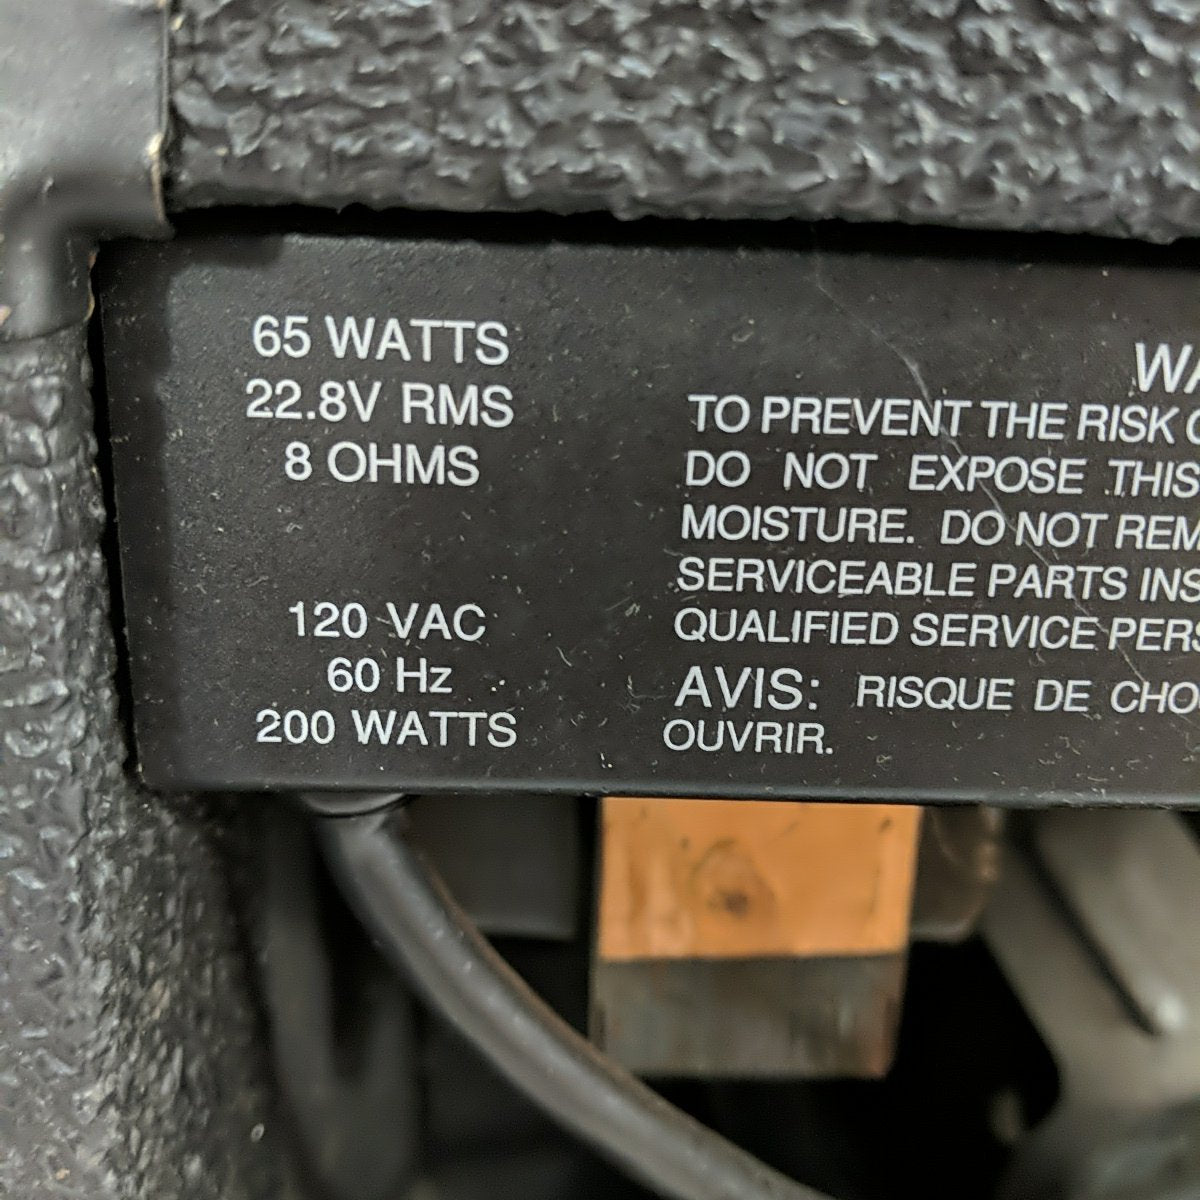 65 WATTS
22.8V RMS
8 OHMS
120 VAC
60 Hz
200 WATTS
TO PREVENT THE RISK
DO NOT EXPOSE THIS
MOISTURE. DO NOT
SERVICEABLE PARTS
QUALIFIED SERVICE
AVIS: RISQUE DE
OUVRIR.